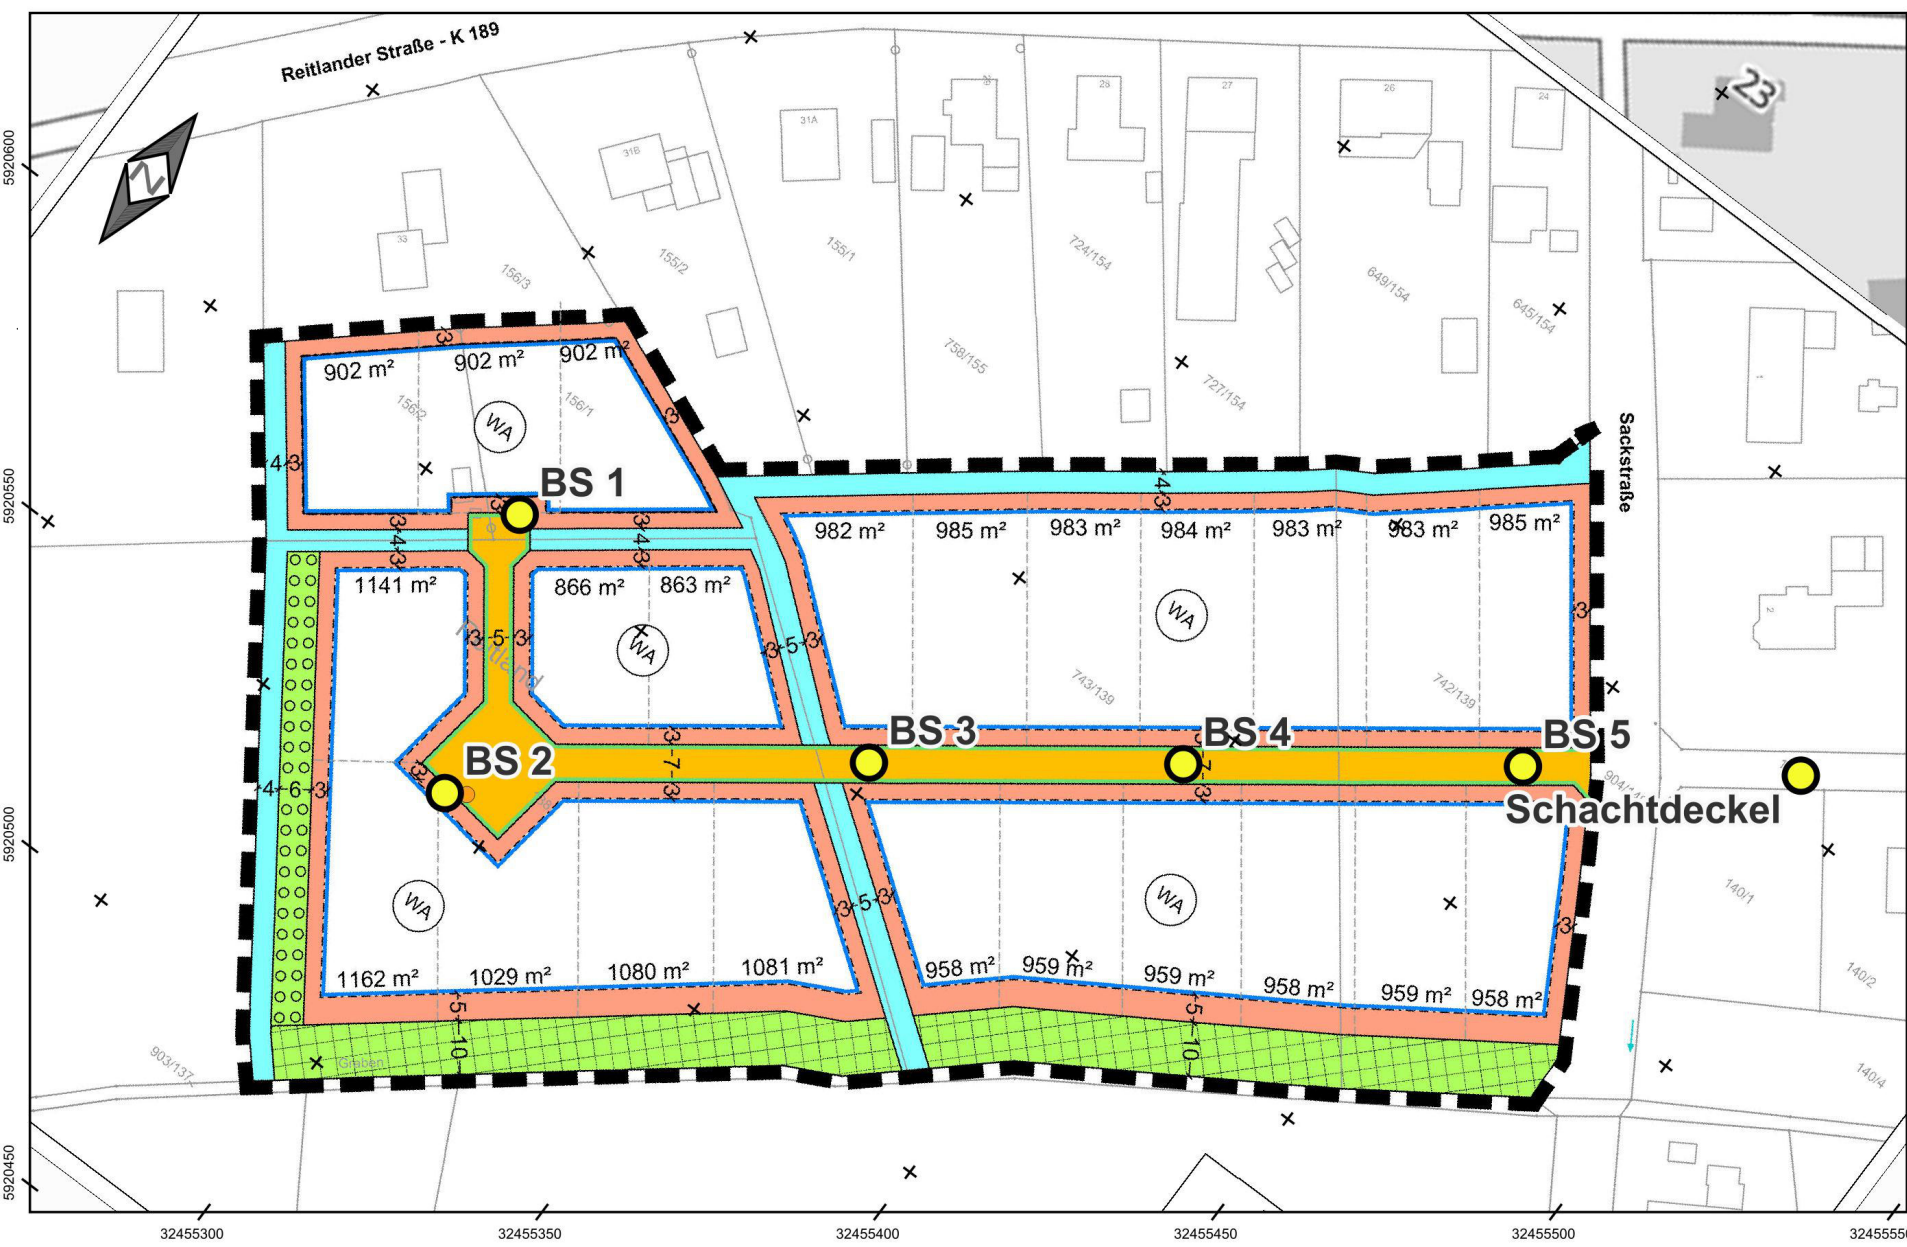 Reitlander Straße - K 189
23
N
5920600
31B
31A
28
27
26
24
33
156/3
155/2
155/1
724/154
649/154
645/154
758/155
727/154
902 m²
902 m²
902 m²
156/2
156/1
WA
BS 1
Sackstraße
5920550
982 m²
985 m²
983 m²
984 m²
983 m²
983 m²
985 m²
1141 m²
866 m²
863 m²
WA
WA
Reitland
743/139
742/139
BS 2
BS 3
BS 4
BS 5
Schachtdeckel
5920500
WA
WA
140/1
140/2
140/4
1162 m²
1029 m²
1080 m²
1081 m²
958 m²
959 m²
959 m²
958 m²
959 m²
958 m²
Graben
903/137
5920450
32455300
32455350
32455400
32455450
32455500